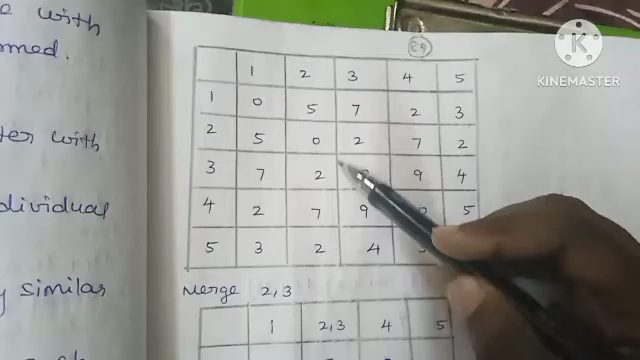 e with
med.
ter with
dividual
y similar
29
K
KINEMASTER
1 2 3 4 5
1 0 5 7 2 3
2 5 0 2 7 2
3 7 2 9 4
4 2 7 9 5
5 3 2 4
Merge 2,3
1 2,3 4 5